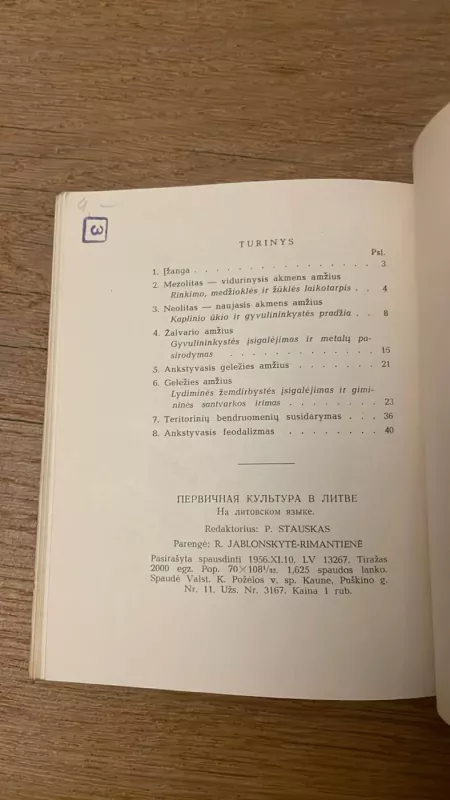 9 —
3
TURINYS
Psl.
1. Įžanga . . . . . . . . . . . . . . . 3
2. Mezolitas — vidurinysis akmens amžius
Rinkimo, medžioklės ir žūklės laikotarpis . . 4
3. Neolitas — naujasis akmens amžius
Kaplinio ūkio ir gyvulininkystės pradžia . . 8
4. Žalvario amžius
Gyvulininkystės įsigalėjimas ir metalų pa-
sirodymas . . . . . . . . . . . . 15
5. Ankstyvasis geležies amžius . . . . . . 21
6. Geležies amžius
Lydiminės žemdirbystės įsigalėjimas ir gimi-
ninės santvarkos irimas . . . . . . . . 23
7. Teritorinių bendruomenių susidarymas . . . 36
8. Ankstyvasis feodalizmas . . . . . . . 40
ПЕРВИЧНАЯ КУЛЬТУРА В ЛИТВЕ
На литовском языке.
Redaktorius: P. STAUSKAS
Parengė: R. JABLONSKYTĖ-RIMANTIENĖ
Pasirašyta spausdinti 1956.XI.10. LV 13267. Tiražas
2000 egz. Pop. 70×108¹/₃₂. 1,625 spaudos lanko.
Spaudė Valst. K. Poželos v. sp. Kaune, Puškino g.
Nr. 11. Užs. Nr. 3167. Kaina 1 rub.